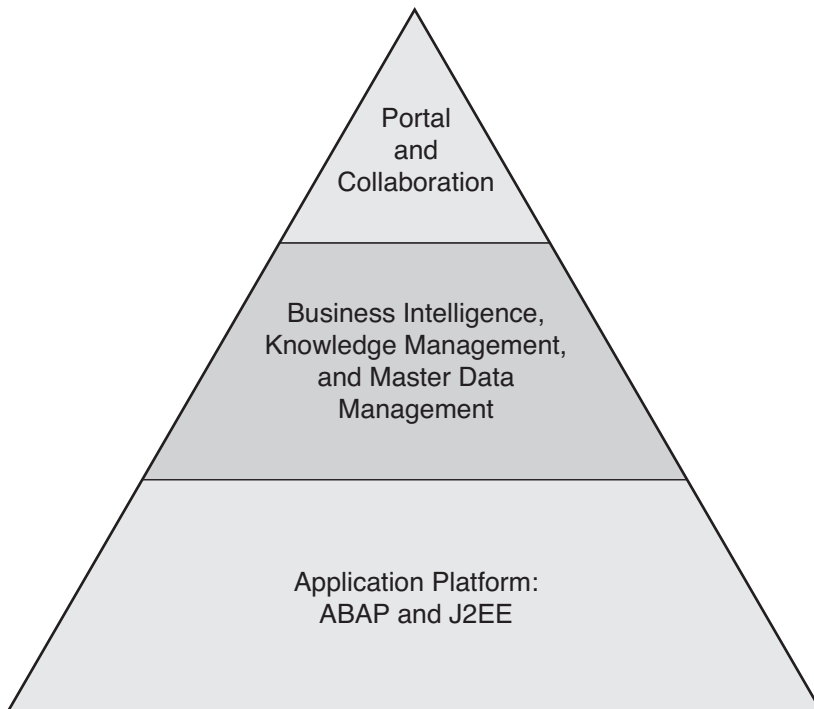 Portal
and
Collaboration
Business Intelligence,
Knowledge Management,
and Master Data
Management
Application Platform:
ABAP and J2EE